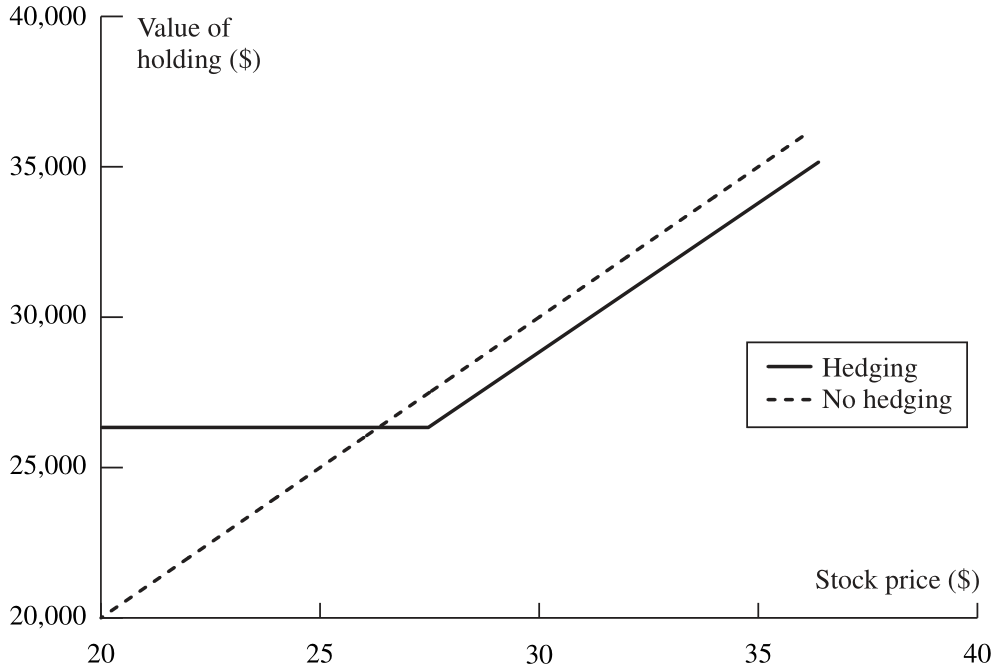 40,000
Value of
holding ($)
35,000
30,000
Hedging
No hedging
25,000
Stock price ($)
20,000
20
25
30
35
40